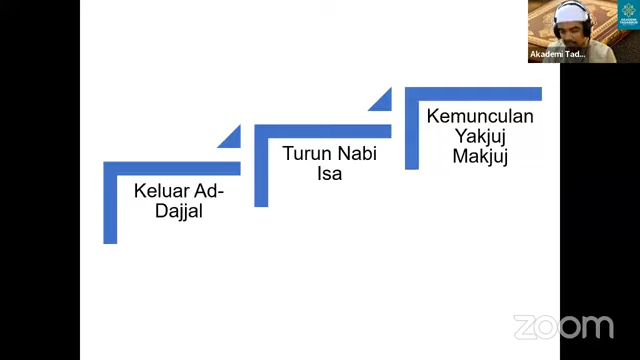 Akademi Tad...
Kemunculan
Yakjuj
Makjuj
Turun Nabi
Isa
Keluar Ad-
Dajjal
zoom